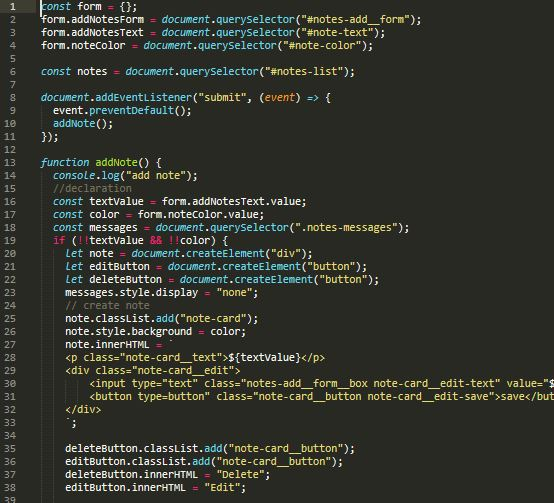 1 const form = {};
2 form.addNotesForm = document.querySelector("#notes-add__form");
3 form.addNotesText = document.querySelector("#note-text");
4 form.noteColor = document.querySelector("#note-color");
5
6 const notes = document.querySelector("#notes-list");
7
8 document.addEventListener("submit", (event) => {
9 event.preventDefault();
10 addNote();
11 });
12
13 function addNote() {
14 console.log("add note");
15 //declaration
16 const textValue = form.addNotesText.value;
17 const color = form.noteColor.value;
18 const messages = document.querySelector(".notes-messages");
19 if (!!textValue && !!color) {
20 let note = document.createElement("div");
21 let editButton = document.createElement("button");
22 let deleteButton = document.createElement("button");
23 messages.style.display = "none";
24 // create note
25 note.classList.add("note-card");
26 note.style.background = color;
27 note.innerHTML = `
28 <p class="note-card__text">${textValue}</p>
29 <div class="note-card__edit">
30 <input type="text" class="notes-add__form__box note-card__edit-text" value="$
31 <button type=button" class="note-card__button note-card__edit-save">save</but
32 </div>
33 `;
34
35 deleteButton.classList.add("note-card__button");
36 editButton.classList.add("note-card__button");
37 deleteButton.innerHTML = "Delete";
38 editButton.innerHTML = "Edit";